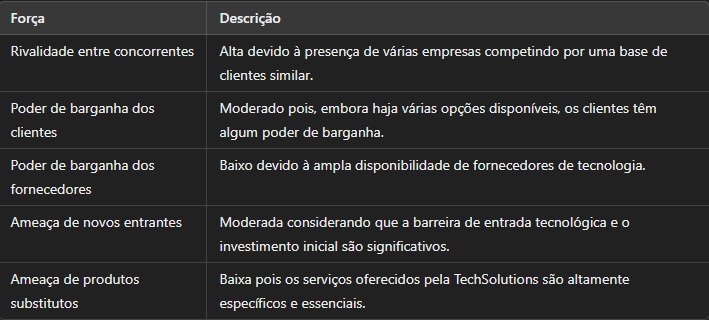 Força Descrição
Rivalidade entre concorrentes Alta devido à presença de várias empresas competindo por uma base de
clientes similar.
Poder de barganha dos Moderado pois, embora haja várias opções disponíveis, os clientes têm
clientes algum poder de barganha.
Poder de barganha dos Baixo devido à ampla disponibilidade de fornecedores de tecnologia.
fornecedores
Ameaça de novos entrantes Moderada considerando que a barreira de entrada tecnológica e o
investimento inicial são significativos.
Ameaça de produtos Baixa pois os serviços oferecidos pela TechSolutions são altamente
substitutos específicos e essenciais.